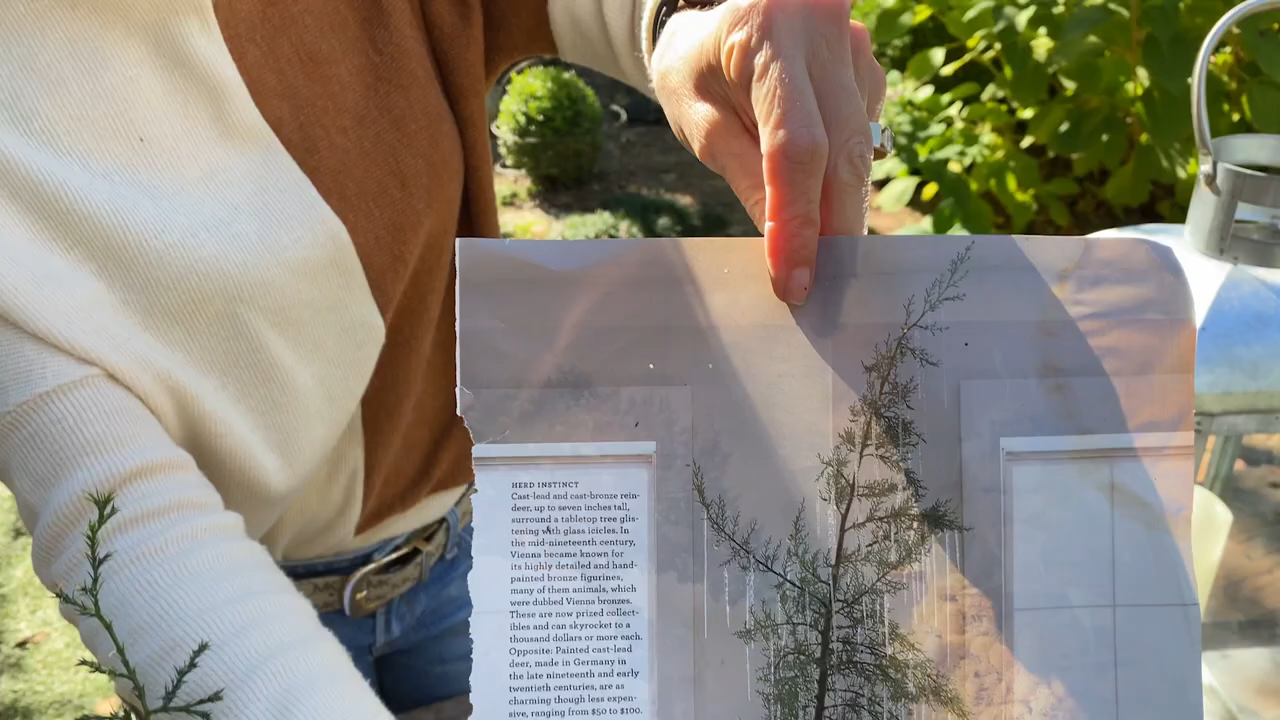 HERD INSTINCT
Cast-lead and cast-bronze rein-
deer, up to seven inches tall,
surround a tabletop tree glis-
tening with glass icicles. In
the mid-nineteenth century,
Vienna became known for
its highly detailed and hand-
painted bronze figurines,
many of them animals, which
were dubbed Vienna bronzes.
These are now prized collect-
ibles and can skyrocket to a
thousand dollars or more each.
Opposite: Painted cast-lead
deer, made in Germany in
the late nineteenth and early
twentieth centuries, are as
charming though less expen-
sive, ranging from $50 to $100.